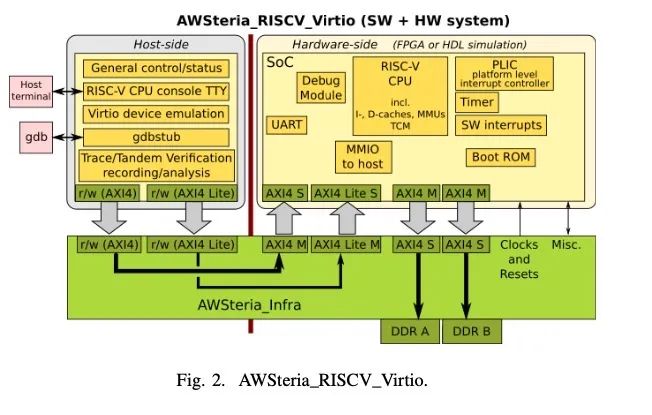 AWSteria_RISCV_Virtio (SW + HW system)
Host-side
Hardware-side (FPGA or HDL simulation)
General control/status
RISC-V CPU console TTY
Virtio device emulation
gdbstub
Trace/Tandem Verification
recording/analysis
Host
terminal
gdb
SoC
Debug
Module
UART
RISC-V
CPU
incl.
I-, D-caches, MMUs
TCM
MMIO
to host
PLIC
platform level
interrupt controller
Timer
SW interrupts
Boot ROM
r/w (AXI4)
r/w (AXI4 Lite)
AXI4 S
AXI4 Lite S
AXI4 M
AXI4 M
r/w (AXI4)
r/w (AXI4 Lite)
AXI4 M
AXI4 Lite M
AXI4 S
AXI4 S
Clocks
and
Resets
Misc.
AWSteria_Infra
DDR A
DDR B
Fig. 2. AWSteria_RISCV_Virtio.